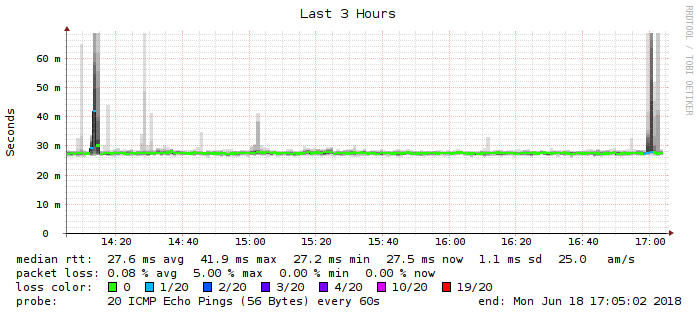 Last 3 Hours
RRDTOOL / TOBI OETIKER
Seconds
60 m
50 m
40 m
30 m
20 m
10 m
0
14:20 14:40 15:00 15:20 15:40 16:00 16:20 16:40 17:00
median rtt: 27.6 ms avg 41.9 ms max 27.2 ms min 27.5 ms now 1.1 ms sd 25.0 am/s
packet loss: 0.08 % avg 5.00 % max 0.00 % min 0.00 % now
loss color: 0 1/20 2/20 3/20 4/20 10/20 19/20
probe: 20 ICMP Echo Pings (56 Bytes) every 60s end: Mon Jun 18 17:05:02 2018